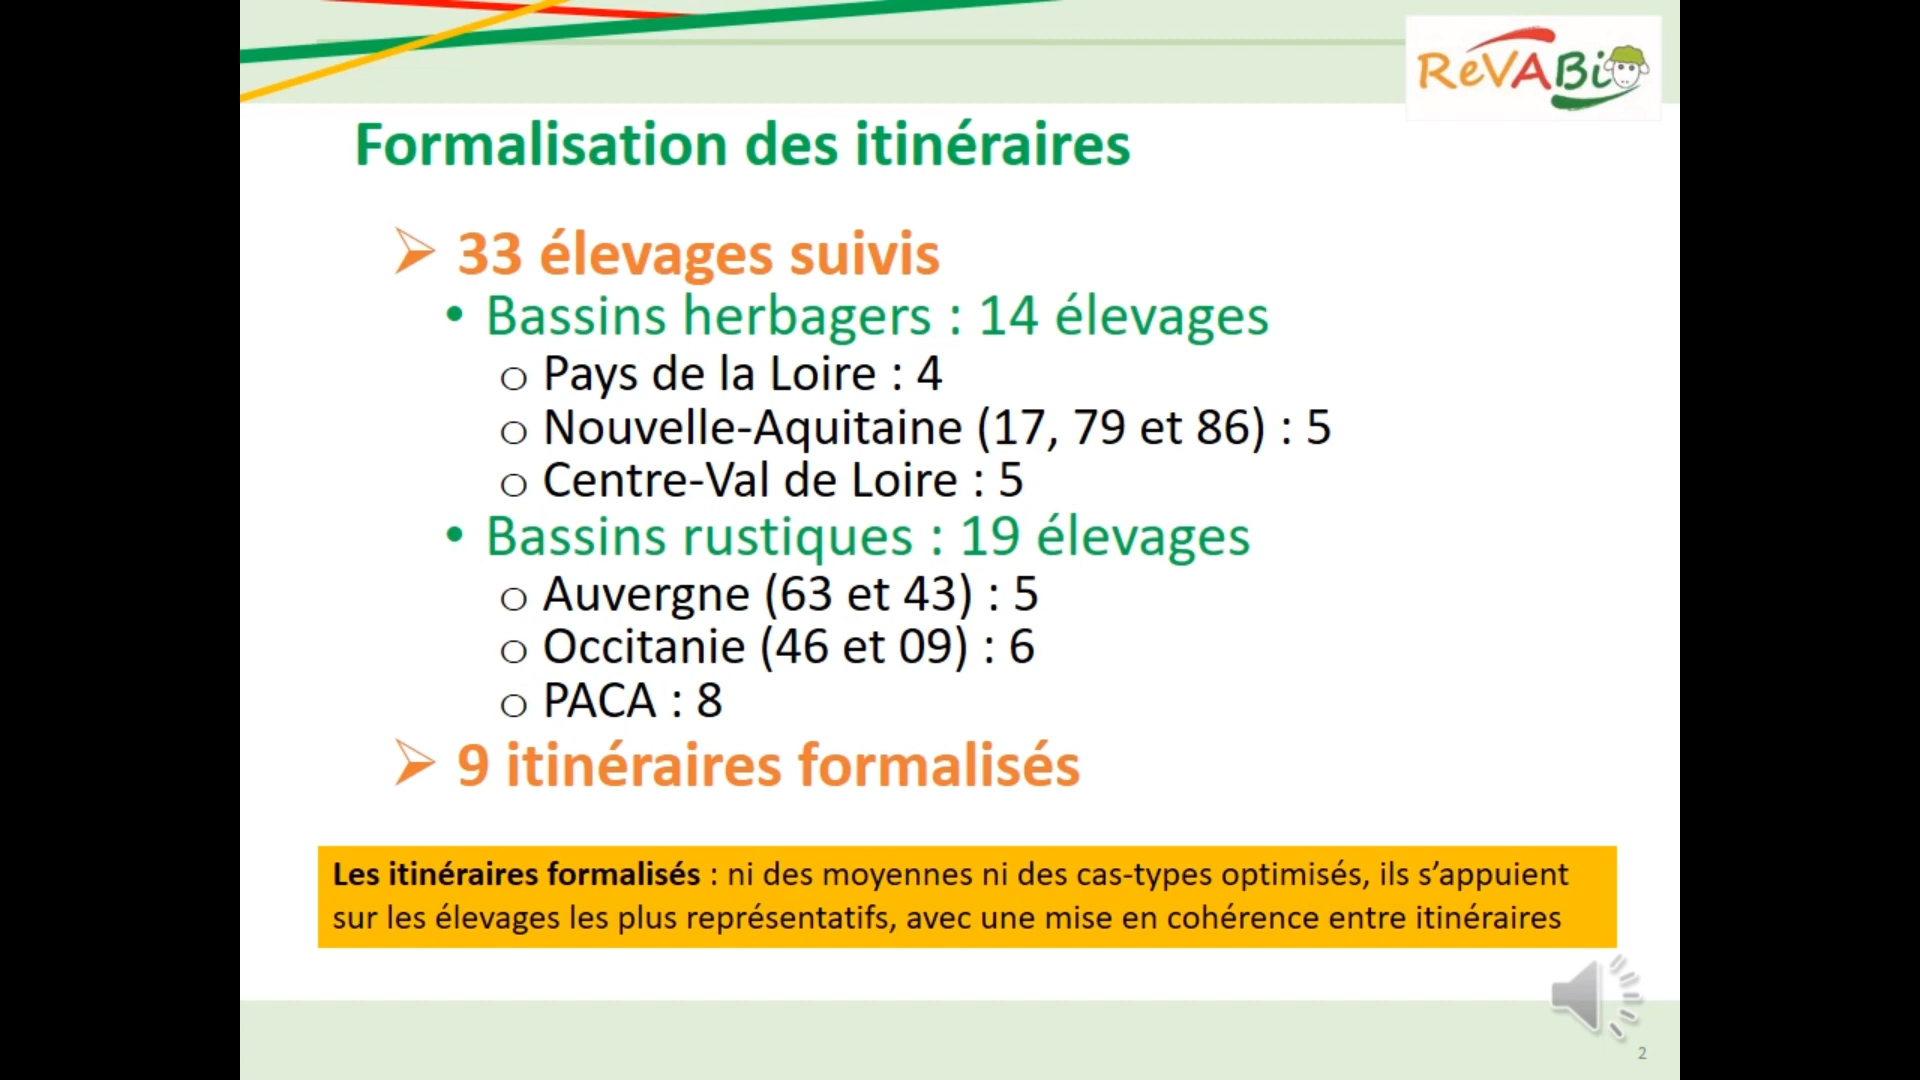 ReVABio
Formalisation des itinéraires
➢ 33 élevages suivis
• Bassins herbagers : 14 élevages
o Pays de la Loire : 4
o Nouvelle-Aquitaine (17, 79 et 86) : 5
o Centre-Val de Loire : 5
• Bassins rustiques : 19 élevages
o Auvergne (63 et 43) : 5
o Occitanie (46 et 09) : 6
o PACA : 8
➢ 9 itinéraires formalisés
Les itinéraires formalisés : ni des moyennes ni des cas-types optimisés, ils s’appuient
sur les élevages les plus représentatifs, avec une mise en cohérence entre itinéraires
2